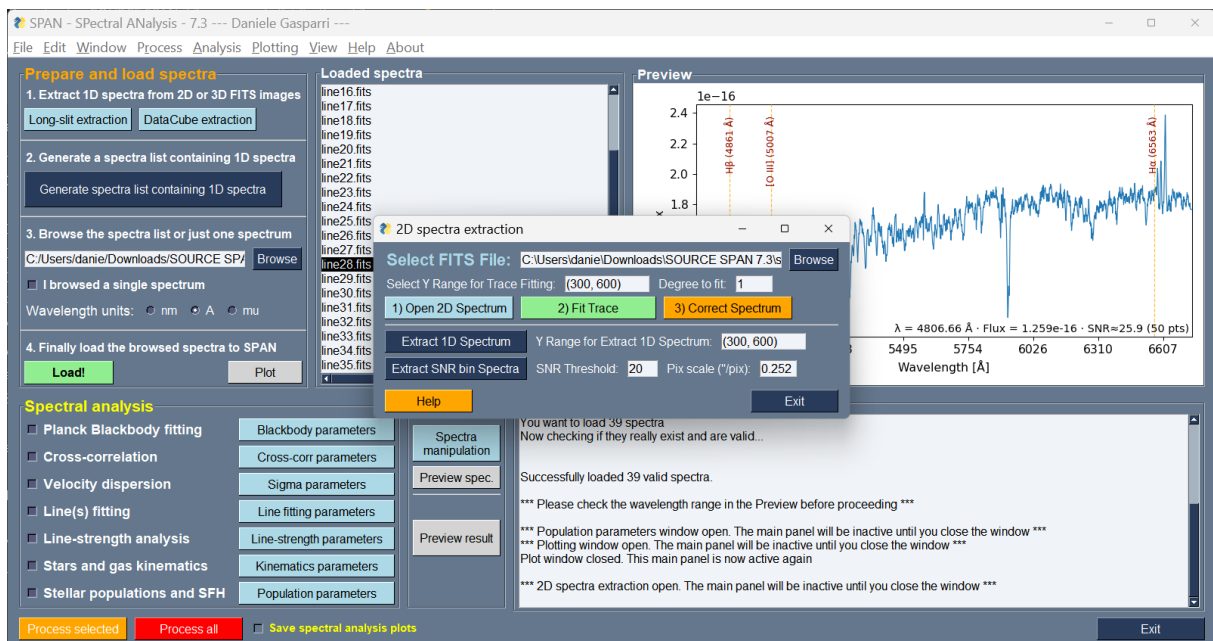 SPAN - SPectral ANalysis - 7.3 --- Daniele Gasparri ---
File Edit Window Process Analysis Plotting View Help About
Prepare and load spectra
1. Extract 1D spectra from 2D or 3D FITS images
Long-slit extraction DataCube extraction
2. Generate a spectra list containing 1D spectra
Generate spectra list containing 1D spectra
3. Browse the spectra list or just one spectrum
C:/Users/danie/Downloads/SOURCE SPA Browse
I browsed a single spectrum
Wavelength units: nm A mu
4. Finally load the browsed spectra to SPAN
Load! Plot
Loaded spectra
line16.fits
line17.fits
line18.fits
line19.fits
line20.fits
line21.fits
line22.fits
line23.fits
line24.fits
line25.fits
line26.fits
line27.fits
line28.fits
line29.fits
line30.fits
line31.fits
line32.fits
line33.fits
line34.fits
line35.fits
Preview
1e−16
2.4
2.2
2.0
1.8
Hβ (4861 Å)
[O III] (5007 Å)
Hα (6563 Å)
λ = 4806.66 Å · Flux = 1.259e-16 · SNR≈25.9 (50 pts)
5495 5754 6026 6310 6607
Wavelength [Å]
2D spectra extraction
Select FITS File: C:\Users\danie\Downloads\SOURCE SPAN 7.3\s Browse
Select Y Range for Trace Fitting: (300, 600) Degree to fit: 1
1) Open 2D Spectrum 2) Fit Trace 3) Correct Spectrum
Extract 1D Spectrum Y Range for Extract 1D Spectrum: (300, 600)
Extract SNR bin Spectra SNR Threshold: 20 Pix scale ("/pix): 0.252
Help Exit
Spectral analysis
Planck Blackbody fitting Blackbody parameters
Cross-correlation Cross-corr parameters
Velocity dispersion Sigma parameters
Line(s) fitting Line fitting parameters
Line-strength analysis Line-strength parameters
Stars and gas kinematics Kinematics parameters
Stellar populations and SFH Population parameters
Spectra
manipulation
Preview spec.
Preview result
You want to load 39 spectra
Now checking if they really exist and are valid...
Successfully loaded 39 valid spectra.
*** Please check the wavelength range in the Preview before proceeding ***
*** Population parameters window open. The main panel will be inactive until you close the window ***
*** Plotting window open. The main panel will be inactive until you close the window ***
Plot window closed. This main panel is now active again
*** 2D spectra extraction open. The main panel will be inactive until you close the window ***
Process selected Process all Save spectral analysis plots Exit